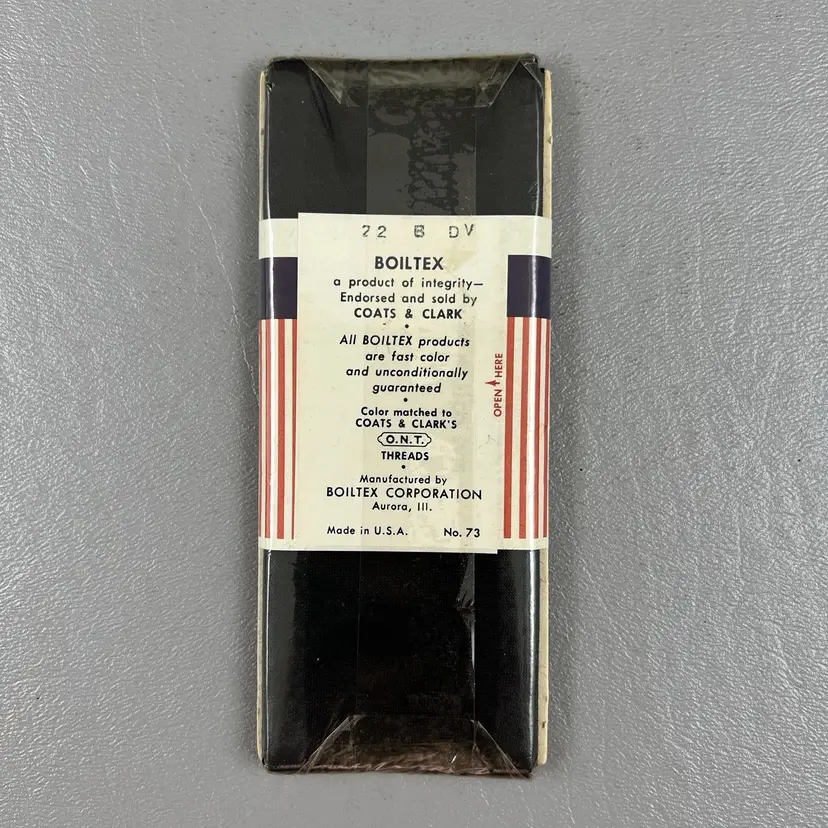 22 B DV
BOILTEX
a product of integrity—
Endorsed and sold by
COATS & CLARK
•
All BOILTEX products
are fast color
and unconditionally
guaranteed
•
Color matched to
COATS & CLARK'S
O.N.T.
THREADS
•
Manufactured by
BOILTEX CORPORATION
Aurora, Ill.
Made in U.S.A. No. 73
OPEN HERE